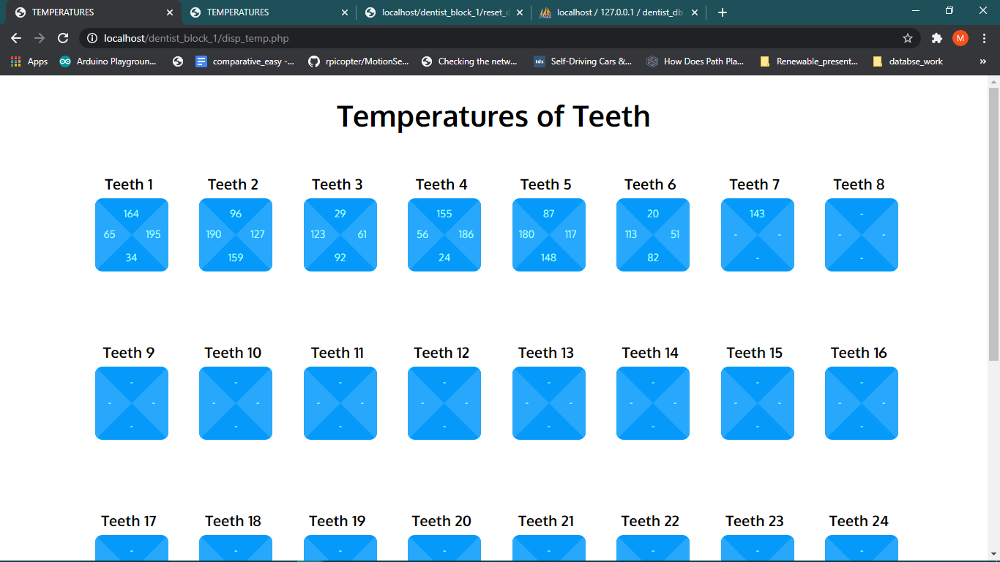 TEMPERATURES
TEMPERATURES
localhost/dentist_block_1/reset_d
localhost / 127.0.0.1 / dentist_db
localhost/dentist_block_1/disp_temp.php
M
Apps
Arduino Playgroun...
comparative_easy -...
rpicopter/MotionSe...
Checking the netw...
tds
Self-Driving Cars &...
How Does Path Pla...
Renewable_present...
databse_work
»
Temperatures of Teeth
Teeth 1 Teeth 2 Teeth 3 Teeth 4 Teeth 5 Teeth 6 Teeth 7 Teeth 8
164 96 29 155 87 20 143 -
65 195 190 127 123 61 56 186 180 117 113 51 - - - -
34 159 92 24 148 82 - -
Teeth 9 Teeth 10 Teeth 11 Teeth 12 Teeth 13 Teeth 14 Teeth 15 Teeth 16
- - - - - - - -
- - - - - - - - - - - - - - - -
- - - - - - - -
Teeth 17 Teeth 18 Teeth 19 Teeth 20 Teeth 21 Teeth 22 Teeth 23 Teeth 24
- - - - - - - -